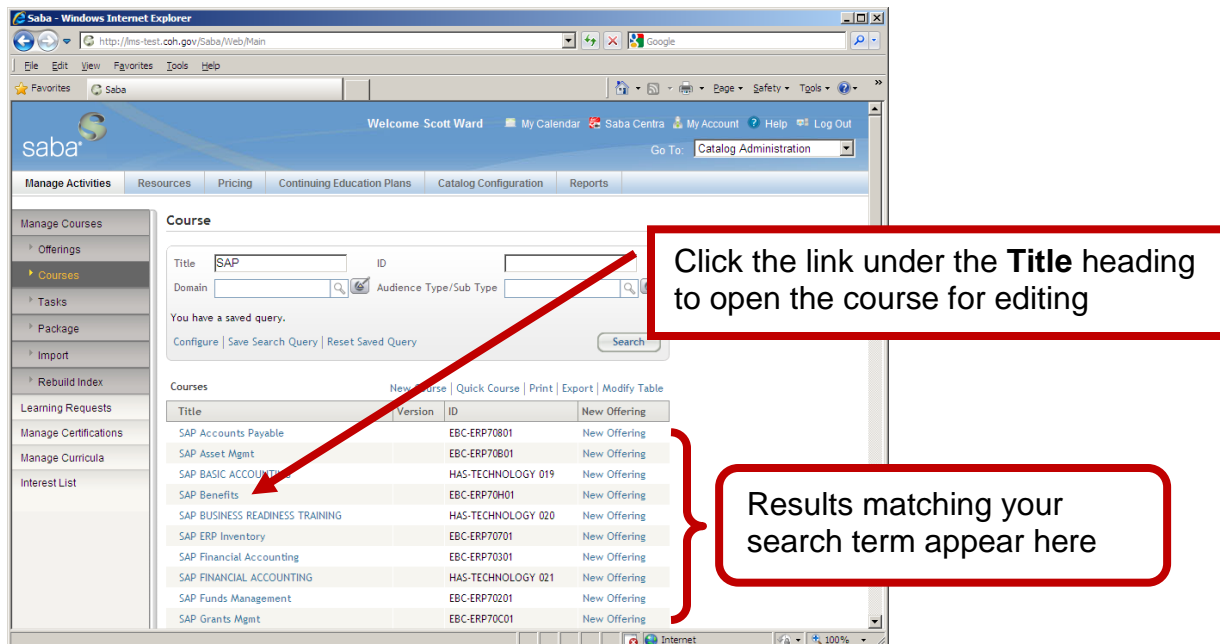 Saba - Windows Internet Explorer
http://lms-test.coh.gov/Saba/Web/Main
Google
File Edit View Favorites Tools Help
Favorites Saba
Page Safety Tools
saba
Welcome Scott Ward My Calendar Saba Centra My Account Help Log Out
Go To: Catalog Administration
Manage Activities Resources Pricing Continuing Education Plans Catalog Configuration Reports
Manage Courses
Offerings
Courses
Tasks
Package
Import
Rebuild Index
Learning Requests
Manage Certifications
Manage Curricula
Interest List
Course
Title SAP ID
Domain Audience Type/Sub Type
You have a saved query.
Configure | Save Search Query | Reset Saved Query Search
Click the link under the Title heading
to open the course for editing
Courses New Course | Quick Course | Print | Export | Modify Table
Title Version ID New Offering
SAP Accounts Payable EBC-ERP70801 New Offering
SAP Asset Mgmt EBC-ERP70B01 New Offering
SAP BASIC ACCOUNTING HAS-TECHNOLOGY 019 New Offering
SAP Benefits EBC-ERP70H01 New Offering
SAP BUSINESS READINESS TRAINING HAS-TECHNOLOGY 020 New Offering
SAP ERP Inventory EBC-ERP70701 New Offering
SAP Financial Accounting EBC-ERP70301 New Offering
SAP FINANCIAL ACCOUNTING HAS-TECHNOLOGY 021 New Offering
SAP Funds Management EBC-ERP70201 New Offering
SAP Grants Mgmt EBC-ERP70C01 New Offering
Results matching your
search term appear here
Internet 100%